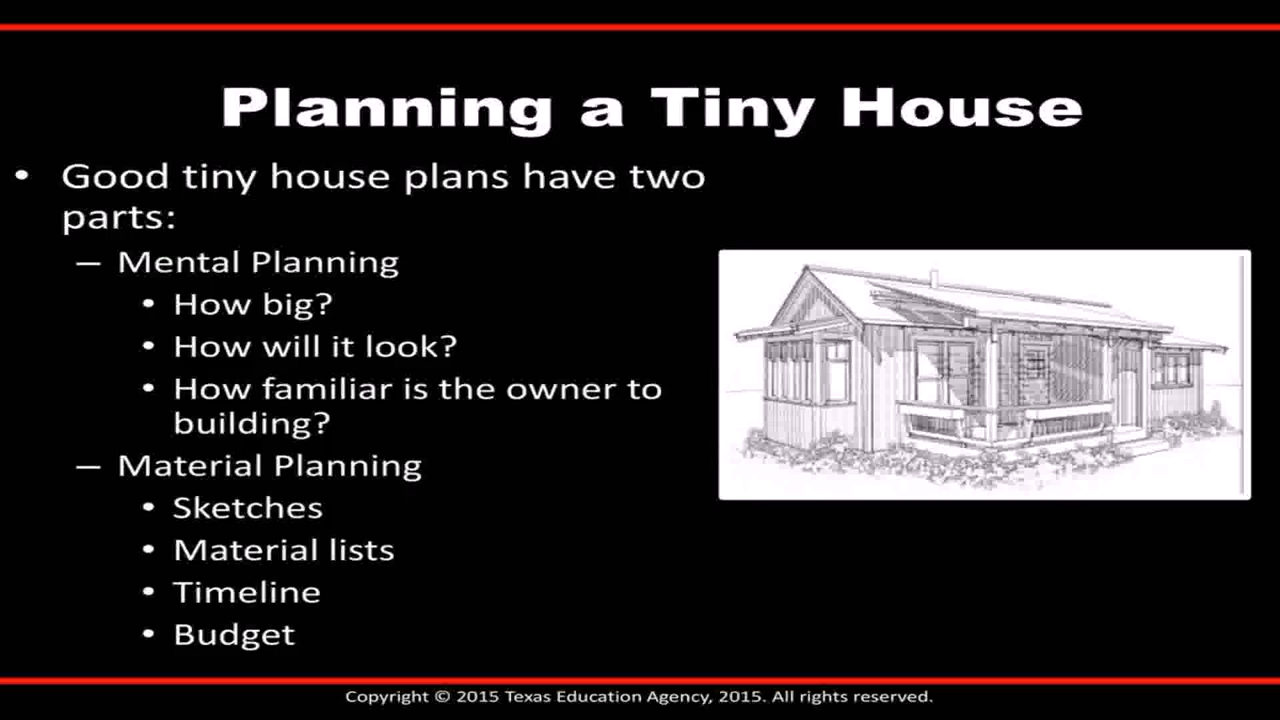 Planning a Tiny House
• Good tiny house plans have two
parts:
– Mental Planning
• How big?
• How will it look?
• How familiar is the owner to
building?
– Material Planning
• Sketches
• Material lists
• Timeline
• Budget
Copyright © 2015 Texas Education Agency, 2015. All rights reserved.